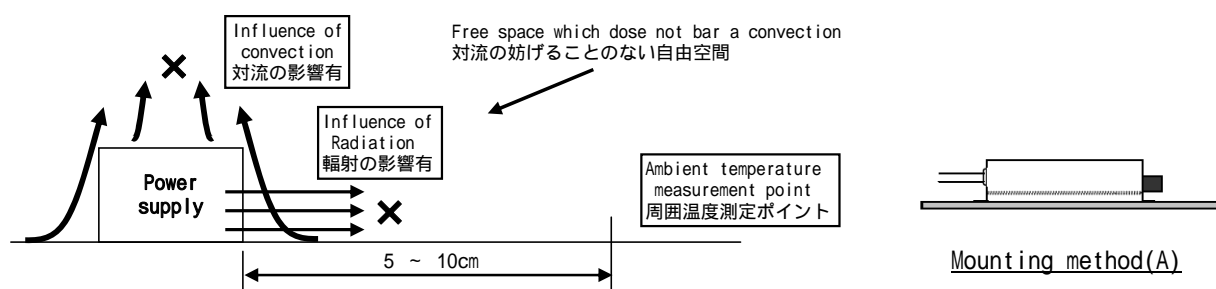 Influence of
convection
対流の影響有
Free space which dose not bar a convection
対流の妨げることのない自由空間
Influence of
Radiation
輻射の影響有
Power
supply
Ambient temperature
measurement point
周囲温度測定ポイント
5 ~ 10cm
Mounting method(A)